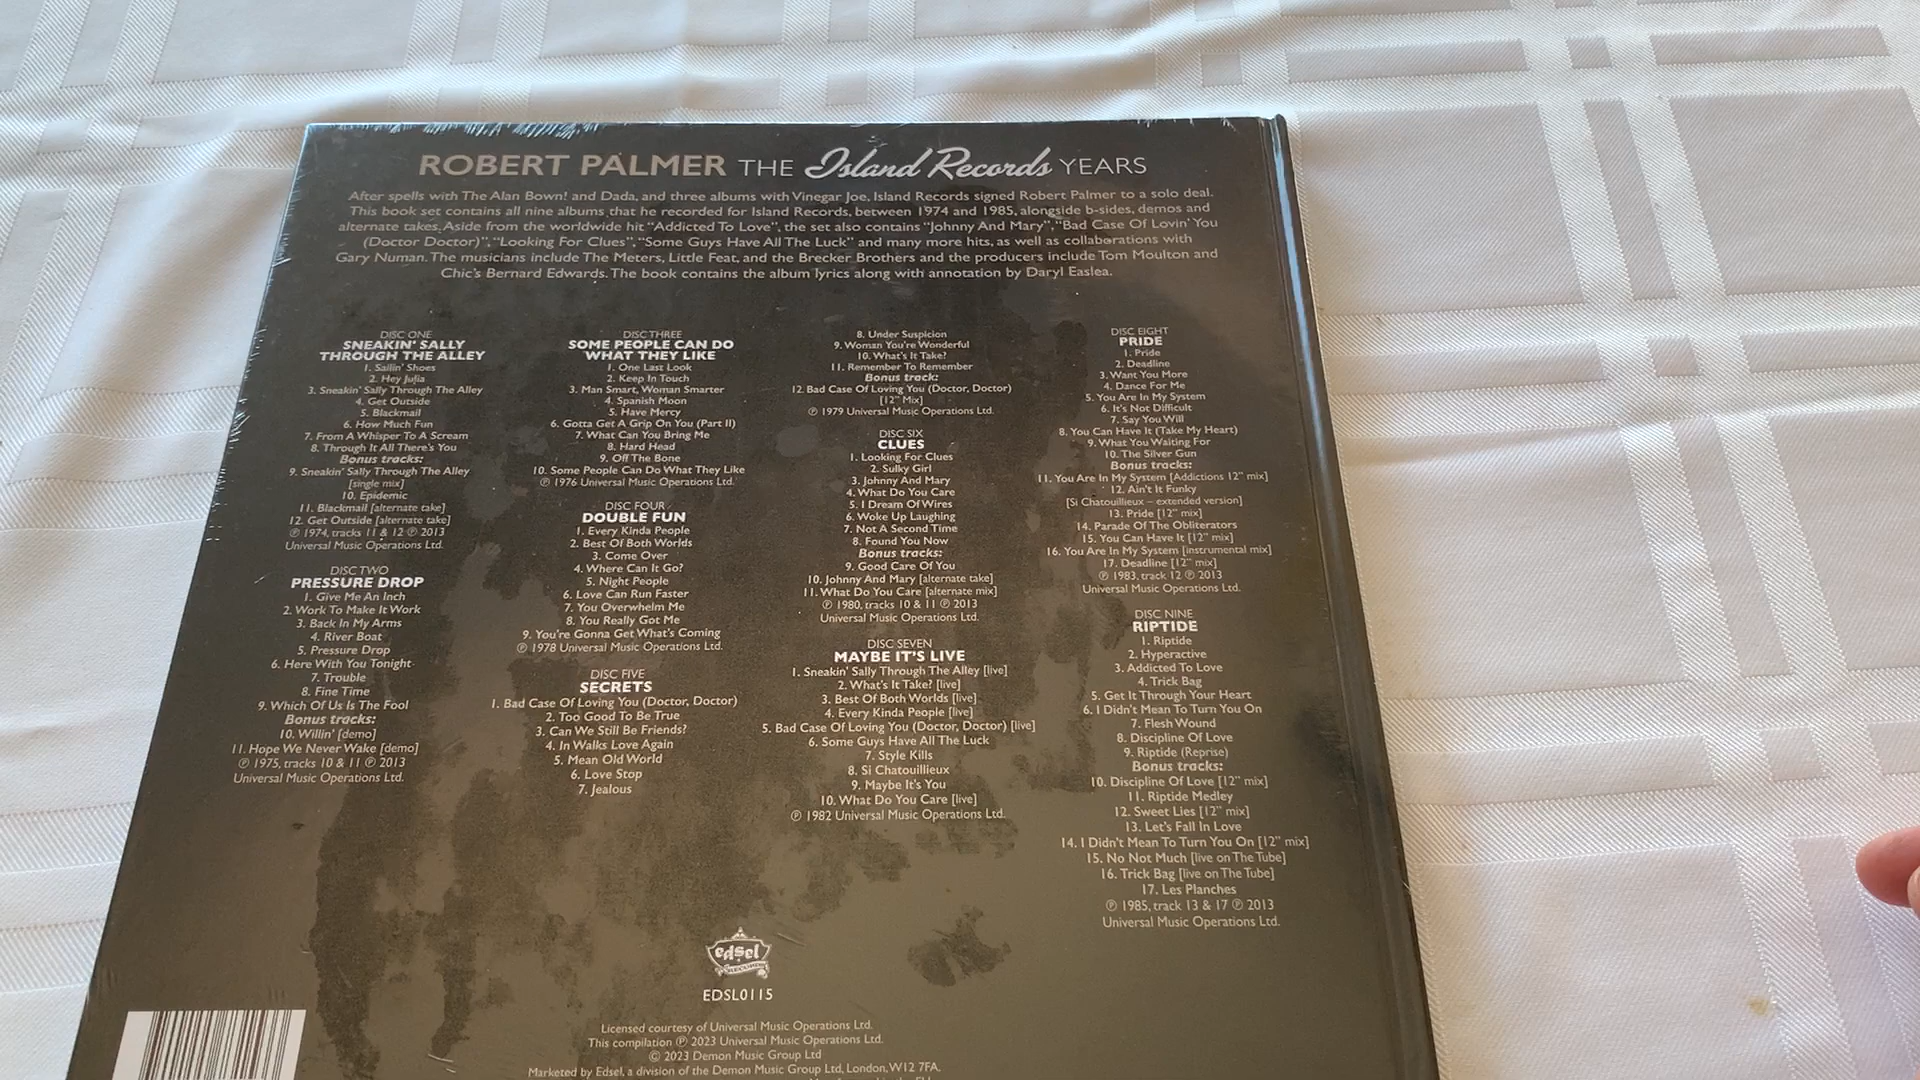 ROBERT PALMER THE Island Records YEARS
After spells with The Alan Bown! and Dada, and three albums with Vinegar Joe, Island Records signed Robert Palmer to a solo deal.
This book set contains all nine albums that he recorded for Island Records, between 1974 and 1985, alongside b-sides, demos and
alternate takes. Aside from the worldwide hit "Addicted To Love", the set also contains "Johnny And Mary", "Bad Case Of Lovin' You
(Doctor Doctor)", "Looking For Clues", "Some Guys Have All The Luck" and many more hits, as well as collaborations with
Gary Numan. The musicians include The Meters, Little Feat, and the Brecker Brothers and the producers include Tom Moulton and
Chic's Bernard Edwards. The book contains the album lyrics along with annotation by Daryl Easlea.
DISC ONE
SNEAKIN' SALLY
THROUGH THE ALLEY
1. Sailin' Shoes
2. Hey Julia
3. Sneakin' Sally Through The Alley
4. Get Outside
5. Blackmail
6. How Much Fun
7. From A Whisper To A Scream
8. Through It All There's You
Bonus tracks:
9. Sneakin' Sally Through The Alley
[single mix]
10. Epidemic
11. Blackmail [alternate take]
12. Get Outside [alternate take]
℗ 1974, tracks 11 & 12 ℗ 2013
Universal Music Operations Ltd.
DISC TWO
PRESSURE DROP
1. Give Me An Inch
2. Work To Make It Work
3. Back In My Arms
4. River Boat
5. Pressure Drop
6. Here With You Tonight
7. Trouble
8. Fine Time
9. Which Of Us Is The Fool
Bonus tracks:
10. Willin' [demo]
11. Hope We Never Wake [demo]
℗ 1975, tracks 10 & 11 ℗ 2013
Universal Music Operations Ltd.
DISC THREE
SOME PEOPLE CAN DO
WHAT THEY LIKE
1. One Last Look
2. Keep In Touch
3. Man Smart, Woman Smarter
4. Spanish Moon
5. Have Mercy
6. Gotta Get A Grip On You (Part II)
7. What Can You Bring Me
8. Hard Head
9. Off The Bone
10. Some People Can Do What They Like
℗ 1976 Universal Music Operations Ltd.
DISC FOUR
DOUBLE FUN
1. Every Kinda People
2. Best Of Both Worlds
3. Come Over
4. Where Can It Go?
5. Night People
6. Love Can Run Faster
7. You Overwhelm Me
8. You Really Got Me
9. You're Gonna Get What's Coming
℗ 1978 Universal Music Operations Ltd.
DISC FIVE
SECRETS
1. Bad Case Of Loving You (Doctor, Doctor)
2. Too Good To Be True
3. Can We Still Be Friends?
4. In Walks Love Again
5. Mean Old World
6. Love Stop
7. Jealous
8. Under Suspicion
9. Woman You're Wonderful
10. What's It Take?
11. Remember To Remember
Bonus track:
12. Bad Case Of Loving You (Doctor, Doctor)
[12" Mix]
℗ 1979 Universal Music Operations Ltd.
DISC SIX
CLUES
1. Looking For Clues
2. Sulky Girl
3. Johnny And Mary
4. What Do You Care
5. I Dream Of Wires
6. Woke Up Laughing
7. Not A Second Time
8. Found You Now
Bonus tracks:
9. Good Care Of You
10. Johnny And Mary [alternate take]
11. What Do You Care [alternate mix]
℗ 1980, tracks 10 & 11 ℗ 2013
Universal Music Operations Ltd.
DISC SEVEN
MAYBE IT'S LIVE
1. Sneakin' Sally Through The Alley [live]
2. What's It Take? [live]
3. Best Of Both Worlds [live]
4. Every Kinda People [live]
5. Bad Case Of Loving You (Doctor, Doctor) [live]
6. Some Guys Have All The Luck
7. Style Kills
8. Si Chatouillieux
9. Maybe It's You
10. What Do You Care [live]
℗ 1982 Universal Music Operations Ltd.
DISC EIGHT
PRIDE
1. Pride
2. Deadline
3. Want You More
4. Dance For Me
5. You Are In My System
6. It's Not Difficult
7. Say You Will
8. You Can Have It (Take My Heart)
9. What You Waiting For
10. The Silver Gun
Bonus tracks:
11. You Are In My System [Addictions 12" mix]
12. Ain't It Funky
[Si Chatouillieux – extended version]
13. Pride [12" mix]
14. Parade Of The Obliterators
15. You Can Have It [12" mix]
16. You Are In My System [instrumental mix]
17. Deadline [12" mix]
℗ 1983, track 12 ℗ 2013
Universal Music Operations Ltd.
DISC NINE
RIPTIDE
1. Riptide
2. Hyperactive
3. Addicted To Love
4. Trick Bag
5. Get It Through Your Heart
6. I Didn't Mean To Turn You On
7. Flesh Wound
8. Discipline Of Love
9. Riptide (Reprise)
Bonus tracks:
10. Discipline Of Love [12" mix]
11. Riptide Medley
12. Sweet Lies [12" mix]
13. Let's Fall In Love
14. I Didn't Mean To Turn You On [12" mix]
15. No Not Much [live on The Tube]
16. Trick Bag [live on The Tube]
17. Les Planches
℗ 1985, track 13 & 17 ℗ 2013
Universal Music Operations Ltd.
edsel
RECORDS
EDSL0115
Licensed courtesy of Universal Music Operations Ltd.
This compilation ℗ 2023 Universal Music Operations Ltd.
© 2023 Demon Music Group Ltd
Marketed by Edsel, a division of the Demon Music Group Ltd, London, W12 7FA.